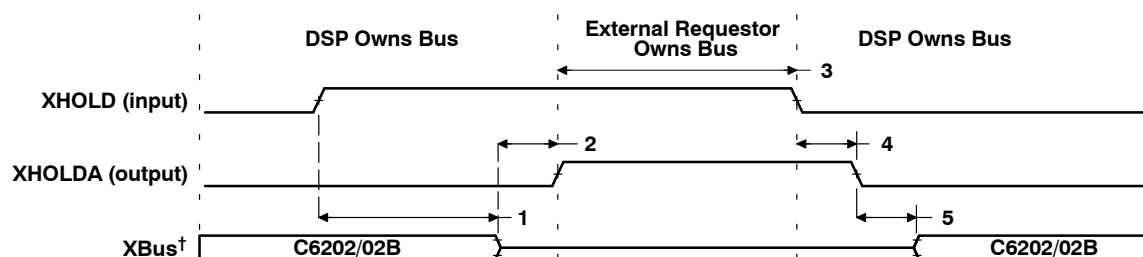 DSP Owns Bus
External Requestor
Owns Bus
DSP Owns Bus
3
XHOLD (input)
2
4
XHOLDA (output)
1
5
XBus†
C6202/02B
C6202/02B